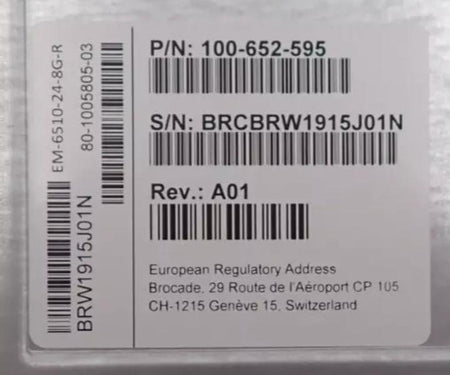 P/N: 100-652-595
S/N: BRCBRW1915J01N
Rev.: A01
European Regulatory Address
Brocade, 29 Route de l'Aéroport CP 105
CH-1215 Genève 15, Switzerland
EM-6510-24-8G-R
80-1005805-03
BRW1915J01N